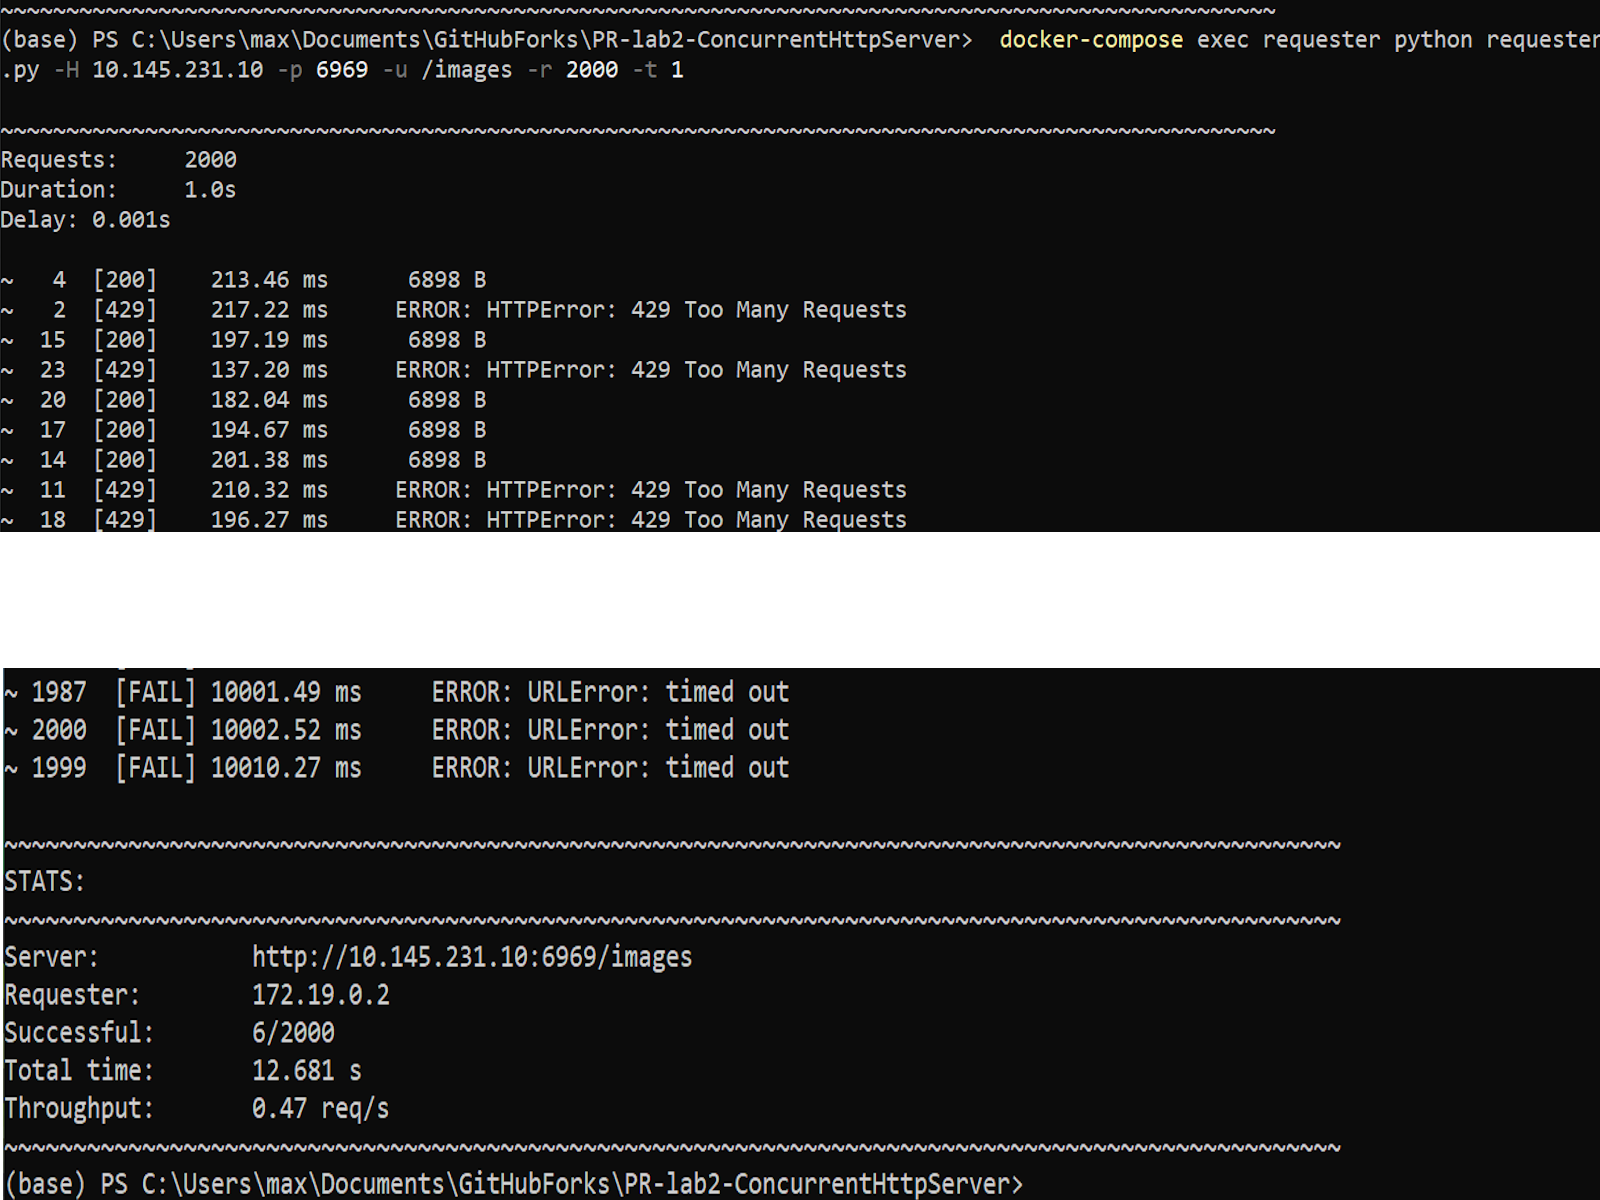 ~~~~~~~~~~~~~~~~~~~~~~~~~~~~~~~~~~~~~~~~~~~~~~~~~~~~~~~~~~~~~~~~~~~~~~~~~~~~~~~~~~~~~~~~~~~~~~~~~
(base) PS C:\Users\max\Documents\GitHubForks\PR-lab2-ConcurrentHttpServer>  docker-compose exec requester python requester
.py -H 10.145.231.10 -p 6969 -u /images -r 2000 -t 1
~~~~~~~~~~~~~~~~~~~~~~~~~~~~~~~~~~~~~~~~~~~~~~~~~~~~~~~~~~~~~~~~~~~~~~~~~~~~~~~~~~~~~~~~~~~~~~~~~
Requests:     2000
Duration:     1.0s
Delay: 0.001s
~   4  [200]    213.46 ms      6898 B
~   2  [429]    217.22 ms     ERROR: HTTPError: 429 Too Many Requests
~  15  [200]    197.19 ms      6898 B
~  23  [429]    137.20 ms     ERROR: HTTPError: 429 Too Many Requests
~  20  [200]    182.04 ms      6898 B
~  17  [200]    194.67 ms      6898 B
~  14  [200]    201.38 ms      6898 B
~  11  [429]    210.32 ms     ERROR: HTTPError: 429 Too Many Requests
~  18  [429]    196.27 ms     ERROR: HTTPError: 429 Too Many Requests
~ 1987  [FAIL] 10001.49 ms     ERROR: URLError: timed out
~ 2000  [FAIL] 10002.52 ms     ERROR: URLError: timed out
~ 1999  [FAIL] 10010.27 ms     ERROR: URLError: timed out
~~~~~~~~~~~~~~~~~~~~~~~~~~~~~~~~~~~~~~~~~~~~~~~~~~~~~~~~~~~~~~~~~~~~~~~~~~~~~~~~~~~~~~~~~~~~~~~~~
STATS:
~~~~~~~~~~~~~~~~~~~~~~~~~~~~~~~~~~~~~~~~~~~~~~~~~~~~~~~~~~~~~~~~~~~~~~~~~~~~~~~~~~~~~~~~~~~~~~~~~
Server:           http://10.145.231.10:6969/images
Requester:        172.19.0.2
Successful:       6/2000
Total time:       12.681 s
Throughput:       0.47 req/s
~~~~~~~~~~~~~~~~~~~~~~~~~~~~~~~~~~~~~~~~~~~~~~~~~~~~~~~~~~~~~~~~~~~~~~~~~~~~~~~~~~~~~~~~~~~~~~~~~
(base) PS C:\Users\max\Documents\GitHubForks\PR-lab2-ConcurrentHttpServer>